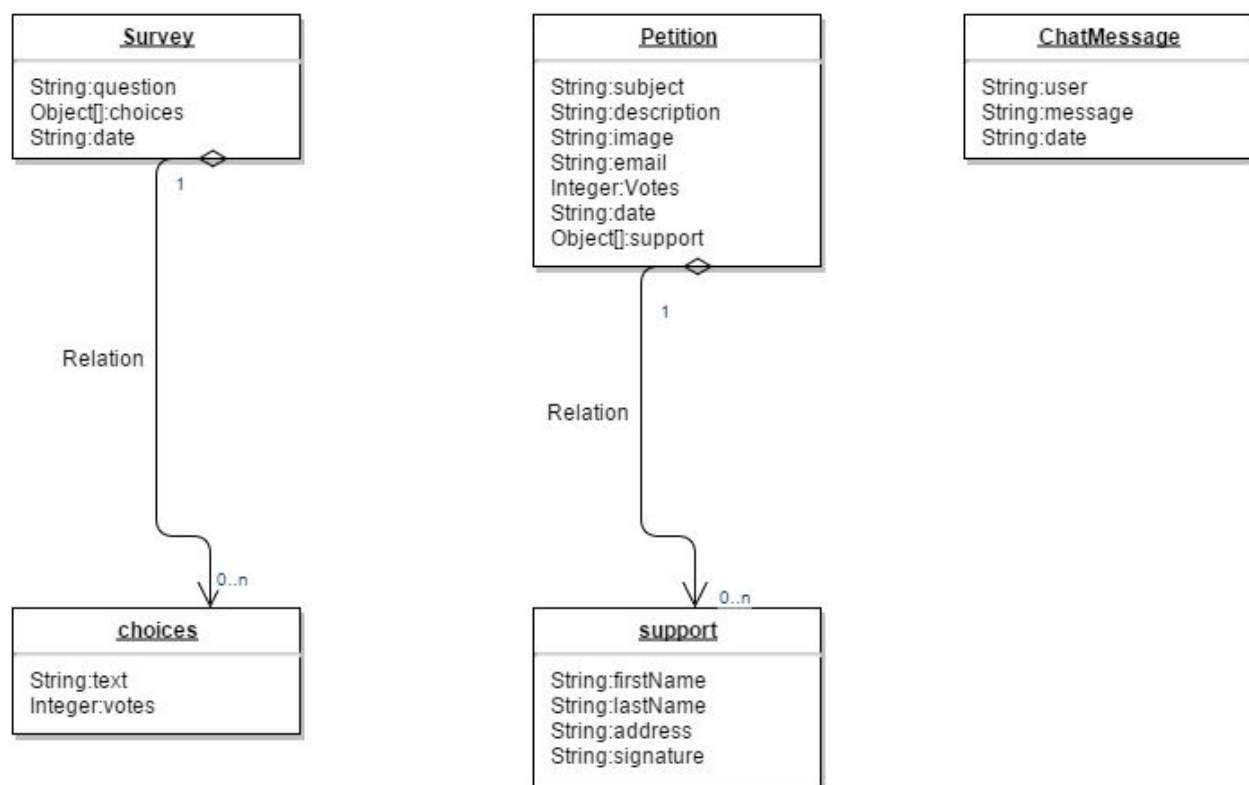 Survey
String:question
Object[]:choices
String:date
1
Relation
0..n
choices
String:text
Integer:votes
Petition
String:subject
String:description
String:image
String:email
Integer:Votes
String:date
Object[]:support
1
Relation
0..n
support
String:firstName
String:lastName
String:address
String:signature
ChatMessage
String:user
String:message
String:date